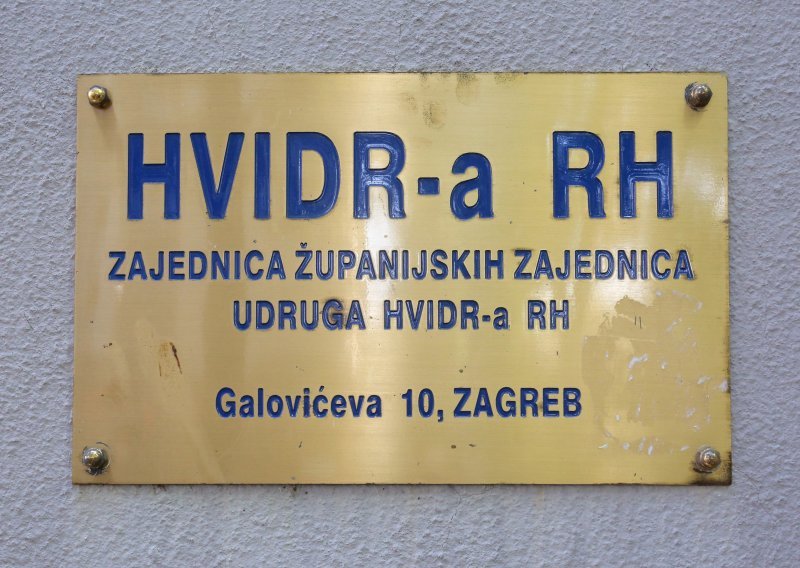 HVIDR-a RH
ZAJEDNICA ŽUPANIJSKIH ZAJEDNICA
UDRUGA HVIDR-a RH
Galovićeva 10, ZAGREB